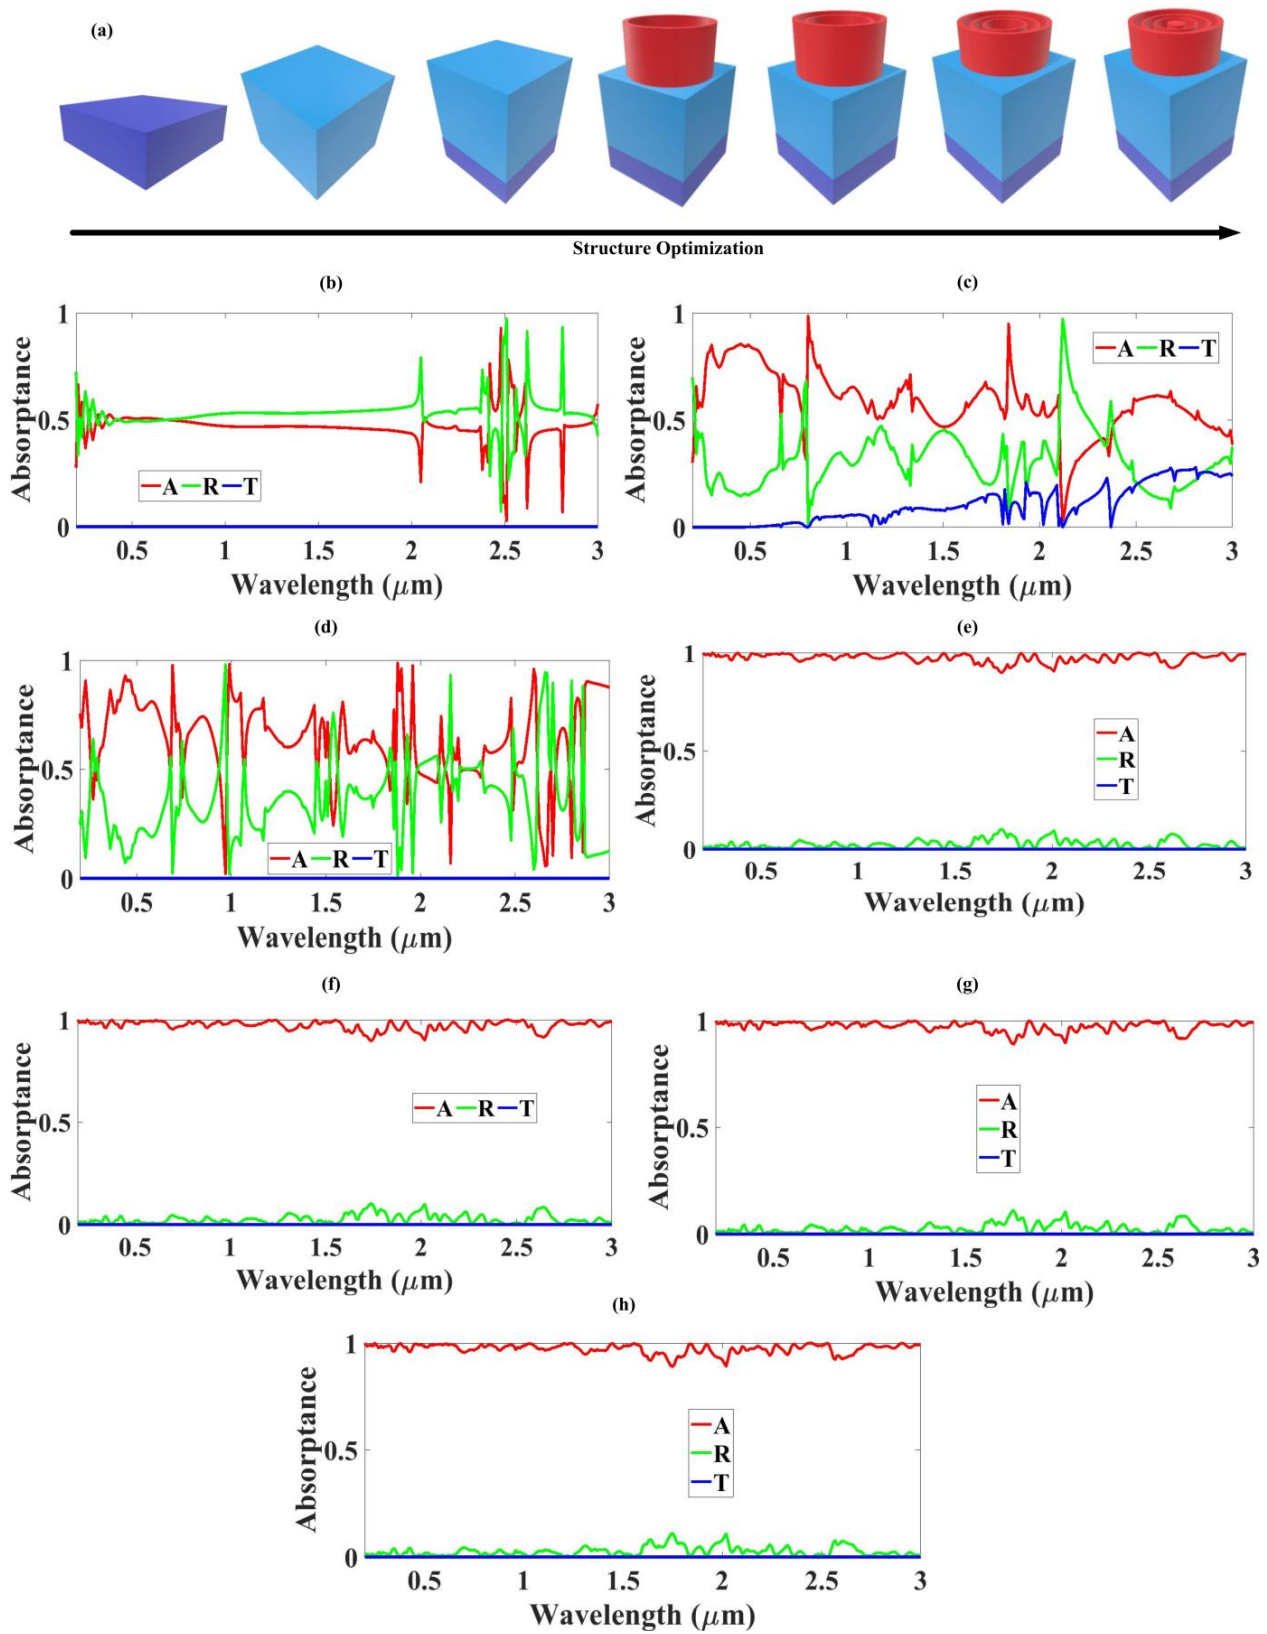 (a)
Structure Optimization
(b)
(c)
1
0.5
0
Absorptance
A R T
0.5 1 1.5 2 2.5 3
Wavelength (μm)
1
0.5
0
Absorptance
A R T
0.5 1 1.5 2 2.5 3
Wavelength (μm)
(d)
(e)
1
0.5
0
Absorptance
A R T
0.5 1 1.5 2 2.5 3
Wavelength (μm)
1
0.5
0
Absorptance
A
R
T
0.5 1 1.5 2 2.5 3
Wavelength (μm)
(f)
(g)
1
0.5
0
Absorptance
A R T
0.5 1 1.5 2 2.5 3
Wavelength (μm)
1
0.5
0
Absorptance
A
R
T
0.5 1 1.5 2 2.5 3
Wavelength (μm)
(h)
1
0.5
0
Absorptance
A
R
T
0.5 1 1.5 2 2.5 3
Wavelength (μm)